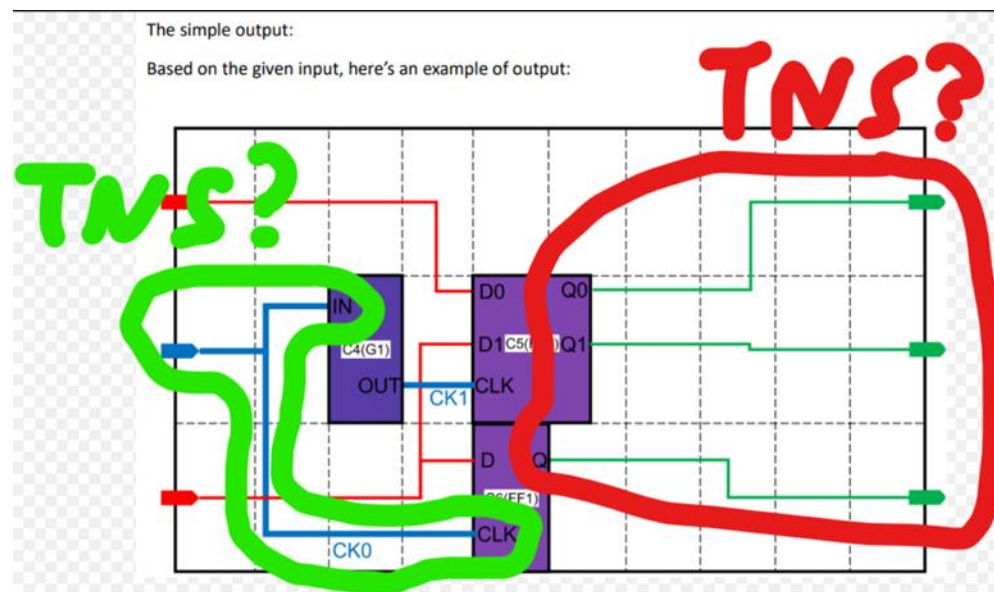 The simple output:
Based on the given input, here's an example of output:
TNS?
TNS?
IN
C4(G1)
OUT
CK1
D0
Q0
D1
Q1
CLK
D
Q
CLK
CK0